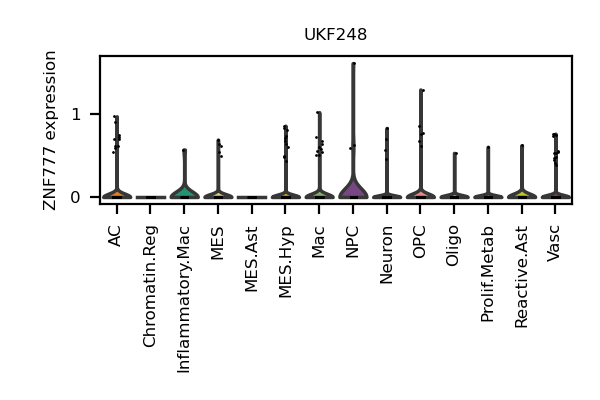 UKF248
ZNF777 expression
1
0
AC
Chromatin.Reg
Inflammatory.Mac
MES
MES.Ast
MES.Hyp
Mac
NPC
Neuron
OPC
Oligo
Prolif.Metab
Reactive.Ast
Vasc